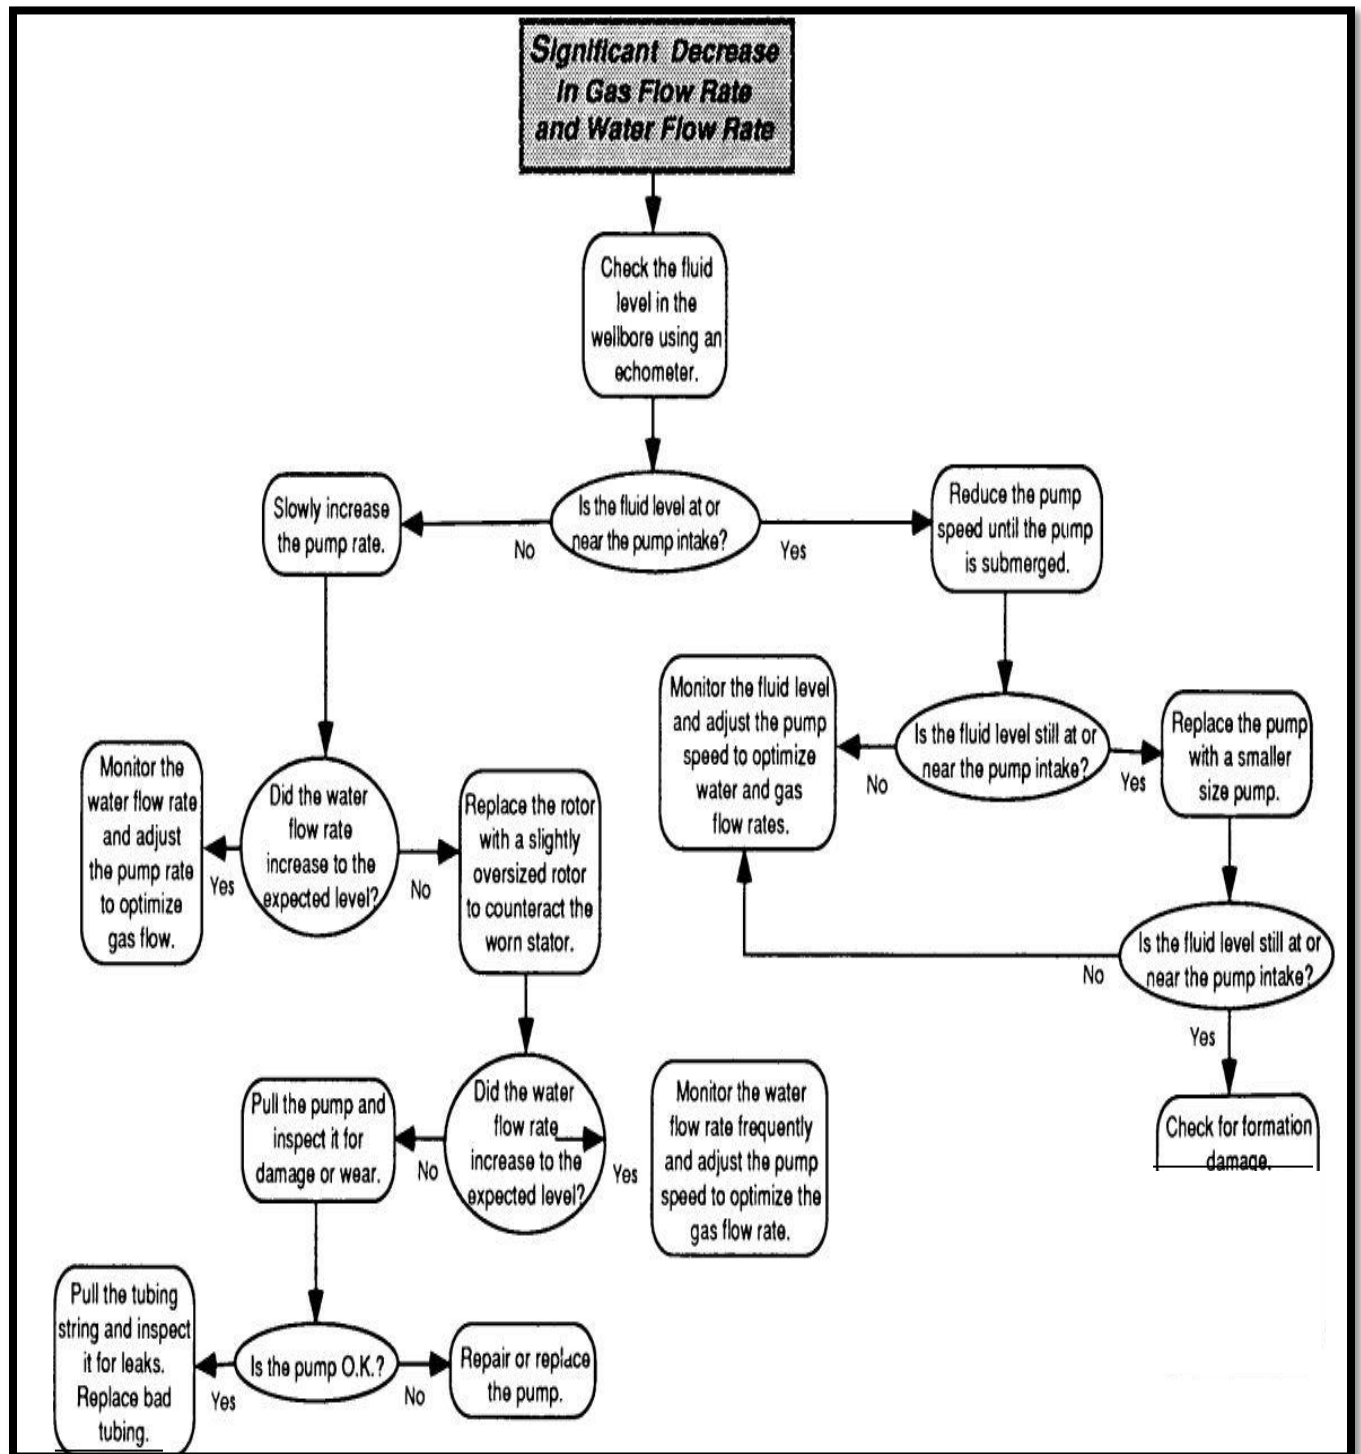 Significant Decrease
in Gas Flow Rate
and Water Flow Rate
Check the fluid
level in the
wellbore using an
echometer.
Is the fluid level at or
near the pump intake?
No
Yes
Slowly increase
the pump rate.
Reduce the pump
speed until the pump
is submerged.
Monitor the fluid level
and adjust the pump
speed to optimize
water and gas
flow rates.
Is the fluid level still at or
near the pump intake?
No
Yes
Replace the pump
with a smaller
size pump.
Monitor the
water flow rate
and adjust
the pump rate
to optimize
gas flow.
Did the water
flow rate
increase to the
expected level?
Yes
No
Replace the rotor
with a slightly
oversized rotor
to counteract the
worn stator.
Is the fluid level still at or
near the pump intake?
No
Yes
Pull the pump and
inspect it for
damage or wear.
Did the water
flow rate
increase to the
expected level?
No
Yes
Monitor the water
flow rate frequently
and adjust the pump
speed to optimize the
gas flow rate.
Check for formation
damage.
Pull the tubing
string and inspect
it for leaks.
Replace bad
tubing.
Is the pump O.K.?
Yes
No
Repair or replace
the pump.